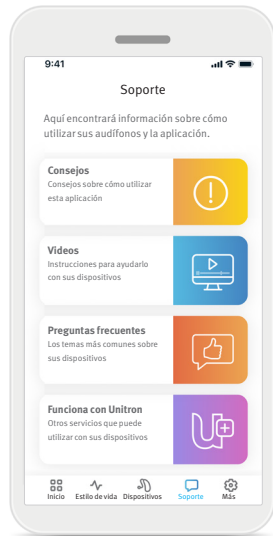 9:41
Soporte
Aquí encontrará información sobre cómo
utilizar sus audífonos y la aplicación.
Consejos
Consejos sobre cómo utilizar
esta aplicación
Videos
Instrucciones para ayudarlo
con sus dispositivos
Preguntas frecuentes
Los temas más comunes sobre
sus dispositivos
Funciona con Unitron
Otros servicios que puede
utilizar con sus dispositivos
Inicio Estilo de vida Dispositivos Soporte Más